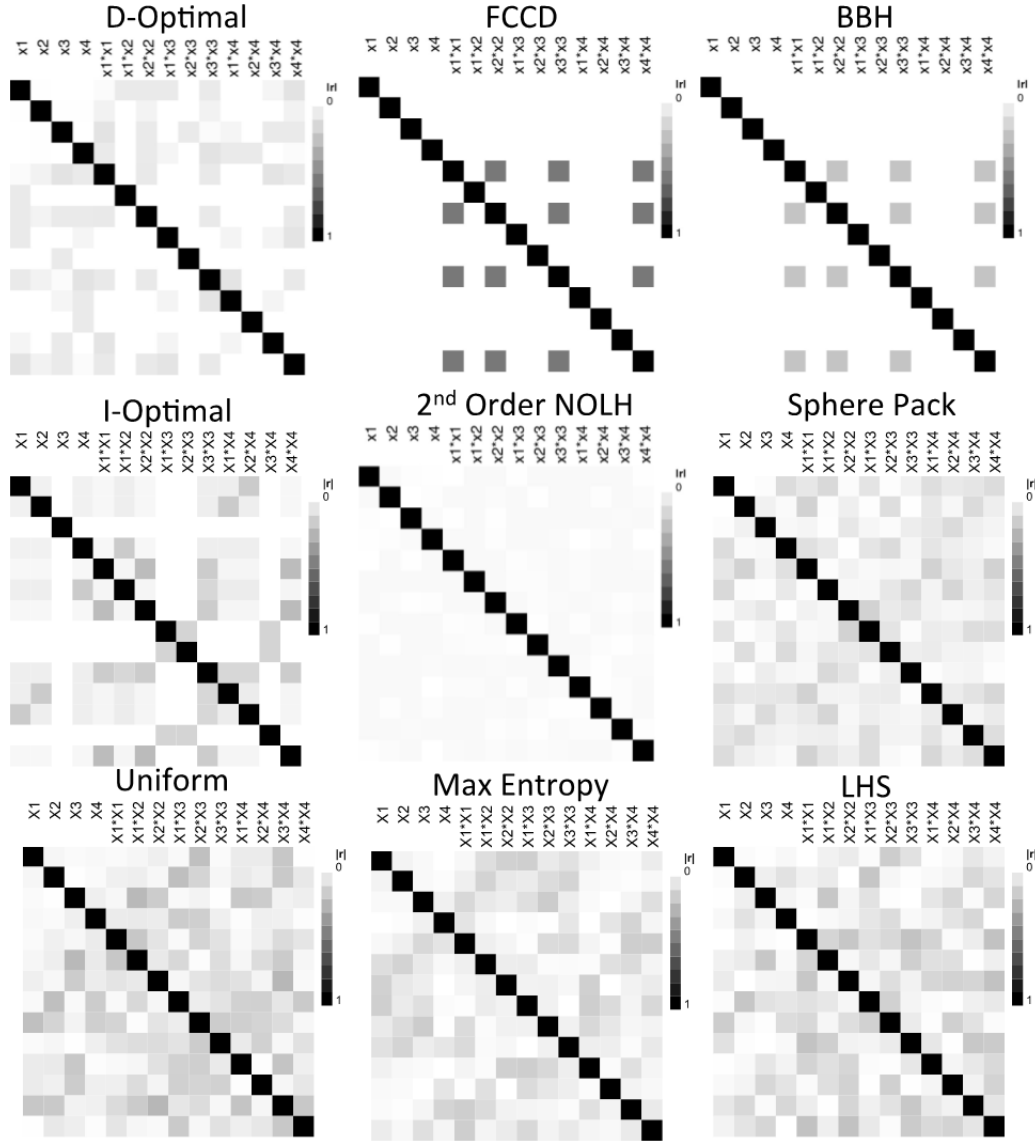 D-Optimal
x1 x2 x3 x4 x1*x1 x1*x2 x2*x2 x1*x3 x2*x3 x3*x3 x1*x4 x2*x4 x3*x4 x4*x4
|r|
0
1
FCCD
x1 x2 x3 x4 x1*x1 x1*x2 x2*x2 x1*x3 x2*x3 x3*x3 x1*x4 x2*x4 x3*x4 x4*x4
|r|
0
1
BBH
x1 x2 x3 x4 x1*x1 x1*x2 x2*x2 x1*x3 x2*x3 x3*x3 x1*x4 x2*x4 x3*x4 x4*x4
|r|
0
1
I-Optimal
X1 X2 X3 X4 X1*X1 X1*X2 X2*X2 X1*X3 X2*X3 X3*X3 X1*X4 X2*X4 X3*X4 X4*X4
|r|
0
1
2nd Order NOLH
x1 x2 x3 x4 x1*x1 x1*x2 x2*x2 x1*x3 x2*x3 x3*x3 x1*x4 x2*x4 x3*x4 x4*x4
|r|
0
1
Sphere Pack
X1 X2 X3 X4 X1*X1 X1*X2 X2*X2 X1*X3 X2*X3 X3*X3 X1*X4 X2*X4 X3*X4 X4*X4
|r|
0
1
Uniform
X1 X2 X3 X4 X1*X1 X1*X2 X2*X2 X1*X3 X2*X3 X3*X3 X1*X4 X2*X4 X3*X4 X4*X4
|r|
0
1
Max Entropy
X1 X2 X3 X4 X1*X1 X1*X2 X2*X2 X1*X3 X2*X3 X3*X3 X1*X4 X2*X4 X3*X4 X4*X4
|r|
0
1
LHS
X1 X2 X3 X4 X1*X1 X1*X2 X2*X2 X1*X3 X2*X3 X3*X3 X1*X4 X2*X4 X3*X4 X4*X4
|r|
0
1